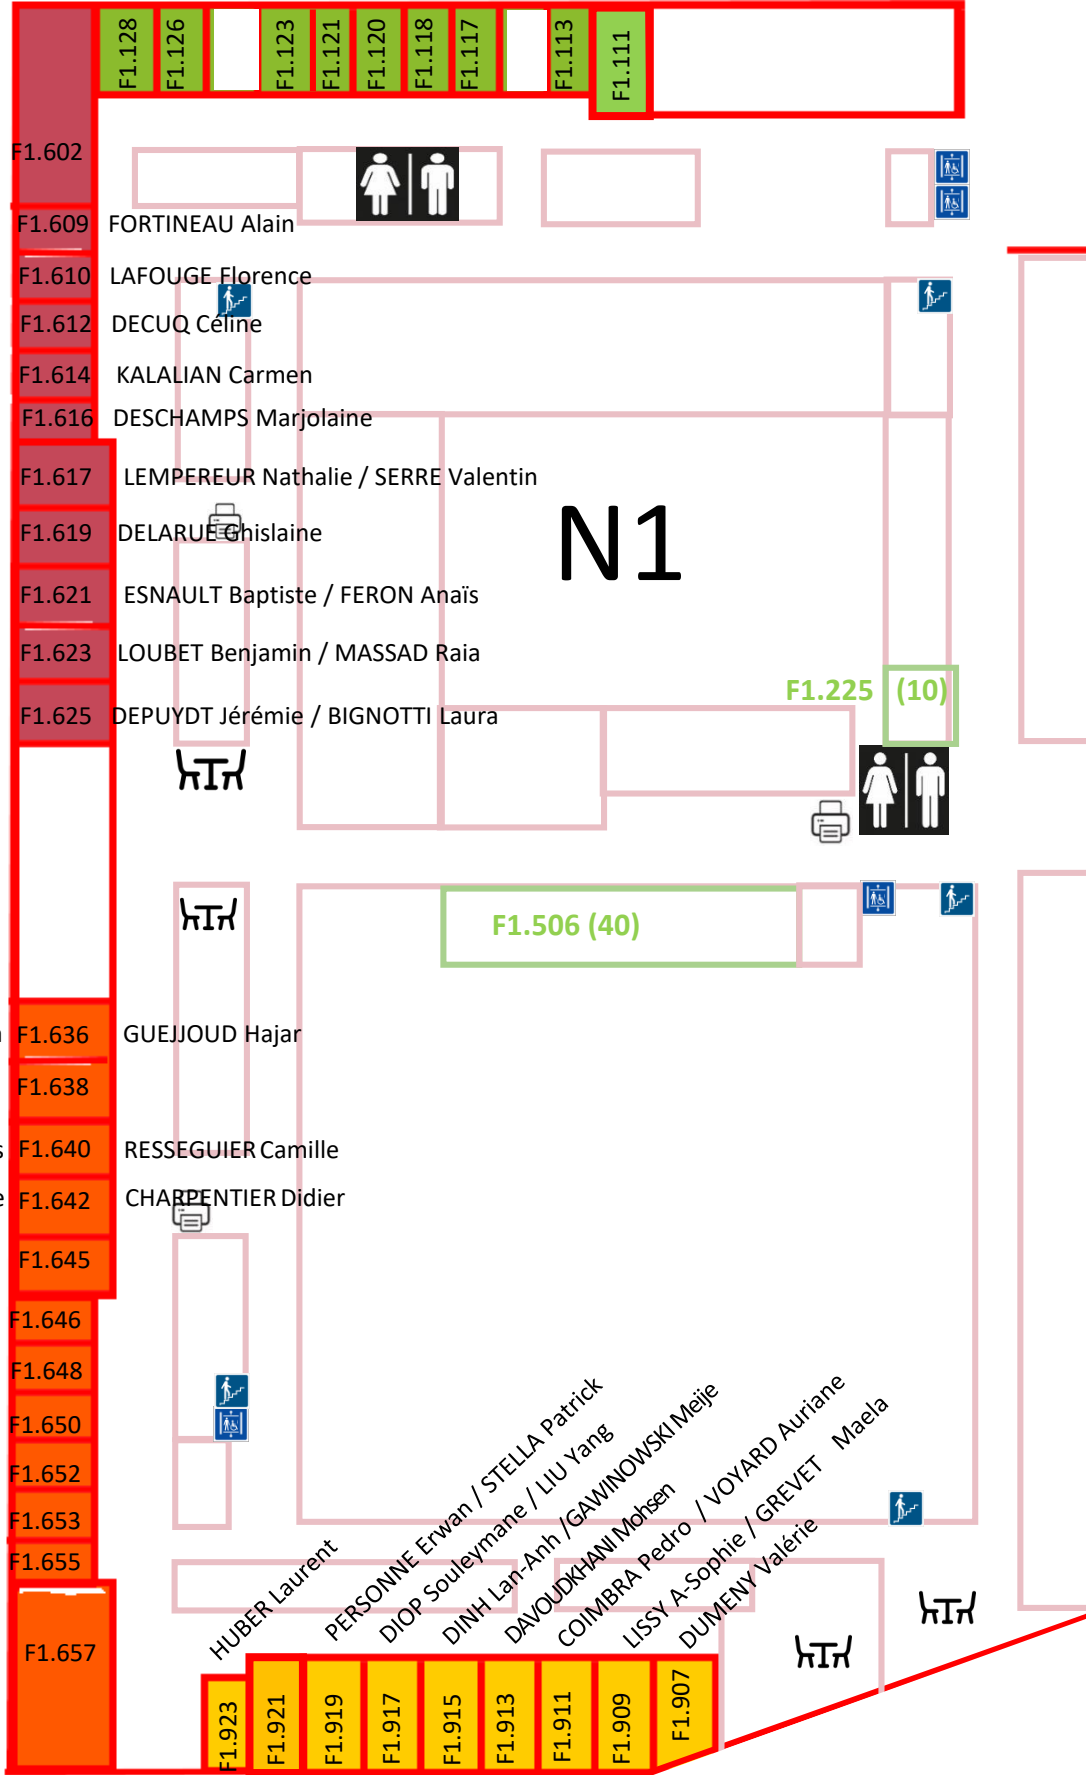 F1.128 F1.126 F1.123 F1.121 F1.120 F1.118 F1.117 F1.113 F1.111
F1.602
F1.609 FORTINEAU Alain
F1.610 LAFOUGE Florence
F1.612 DECUQ Céline
F1.614 KALALIAN Carmen
F1.616 DESCHAMPS Marjolaine
F1.617 LEMPEREUR Nathalie / SERRE Valentin
F1.619 DELARUE Ghislaine
N1
F1.621 ESNAULT Baptiste / FERON Anaïs
F1.623 LOUBET Benjamin / MASSAD Raia
F1.225 (10)
F1.625 DEPUYDT Jérémie / BIGNOTTI Laura
F1.506 (40)
F1.636 GUEJJOUD Hajar
F1.638
s F1.640 RESSEGUIER Camille
e F1.642 CHARPENTIER Didier
F1.645
F1.646
F1.648
F1.650
F1.652
F1.653
F1.655
F1.657
HUBER Laurent
PERSONNE Erwan / STELLA Patrick
DIOP Souleymane / LIU Yang
DINH Lan-Anh /GAWINOWSKI Meije
DAVOUDKHANI Mohsen
COIMBRA Pedro / VOYARD Auriane
LISSY A-Sophie / GREVET Maela
DUMENY Valérie
F1.923 F1.921 F1.919 F1.917 F1.915 F1.913 F1.911 F1.909 F1.907